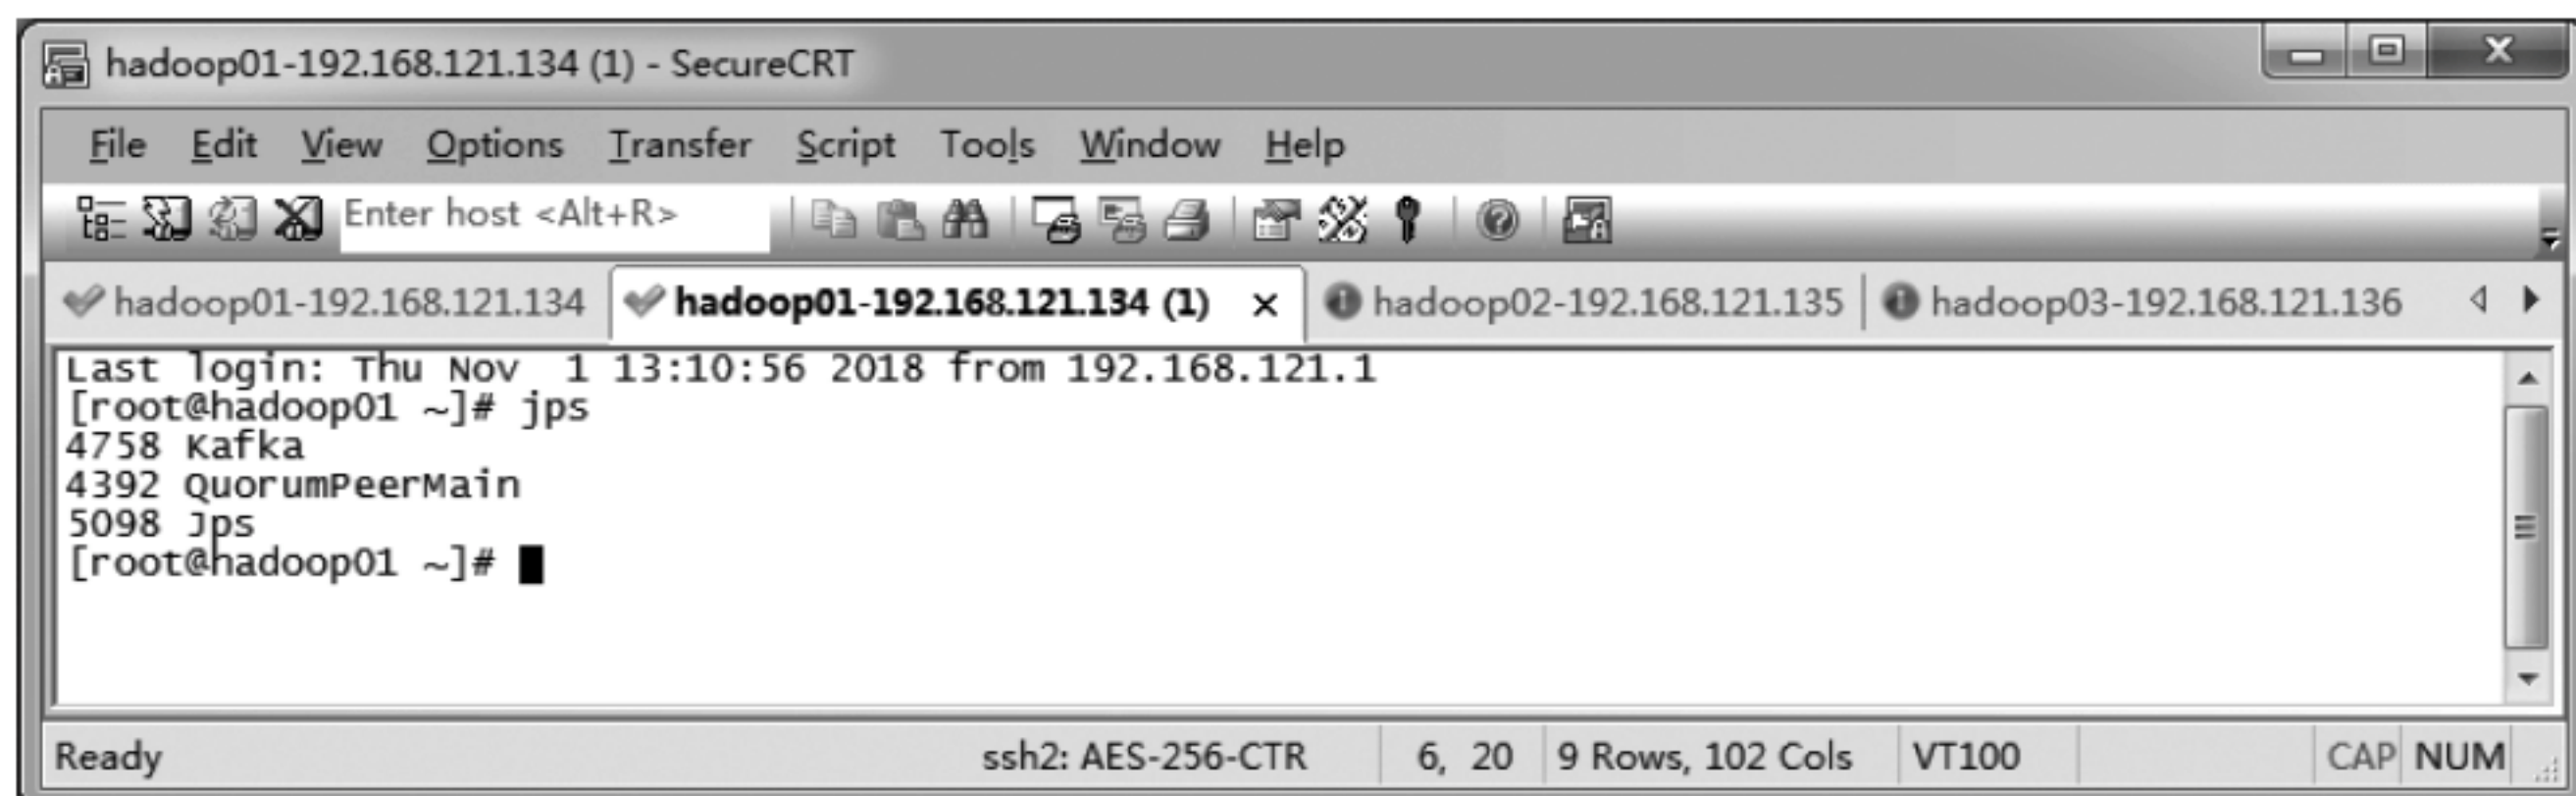 hadoop01-192.168.121.134 (1) - SecureCRT
File Edit View Options Transfer Script Tools Window Help
Enter host <Alt+R>
hadoop01-192.168.121.134 hadoop01-192.168.121.134 (1) hadoop02-192.168.121.135 hadoop03-192.168.121.136
Last login: Thu Nov  1 13:10:56 2018 from 192.168.121.1
[root@hadoop01 ~]# jps
4758 Kafka
4392 QuorumPeerMain
5098 Jps
[root@hadoop01 ~]#
Ready ssh2: AES-256-CTR 6, 20 9 Rows, 102 Cols VT100 CAP NUM